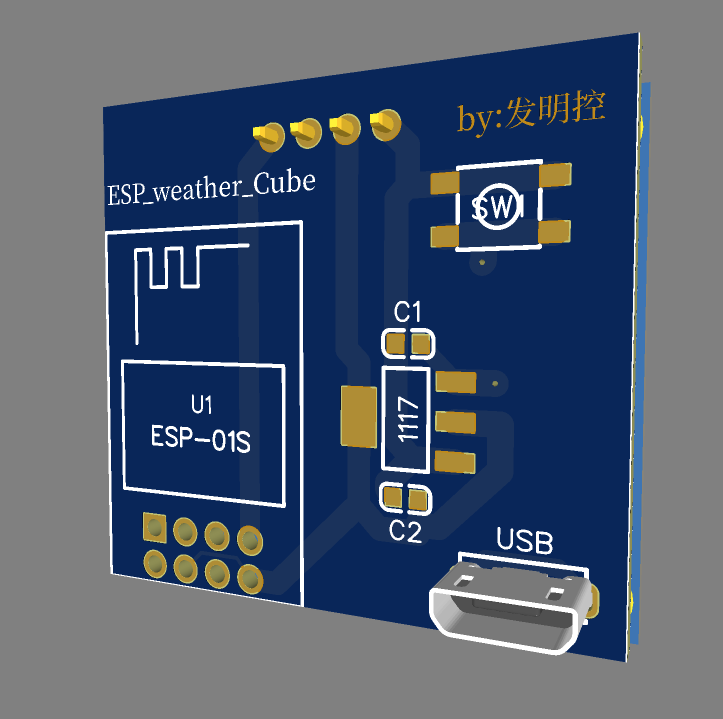 by:发明控
ESP_weather_Cube
SW1
C1
U1
ESP-01S
1117
C2
USB